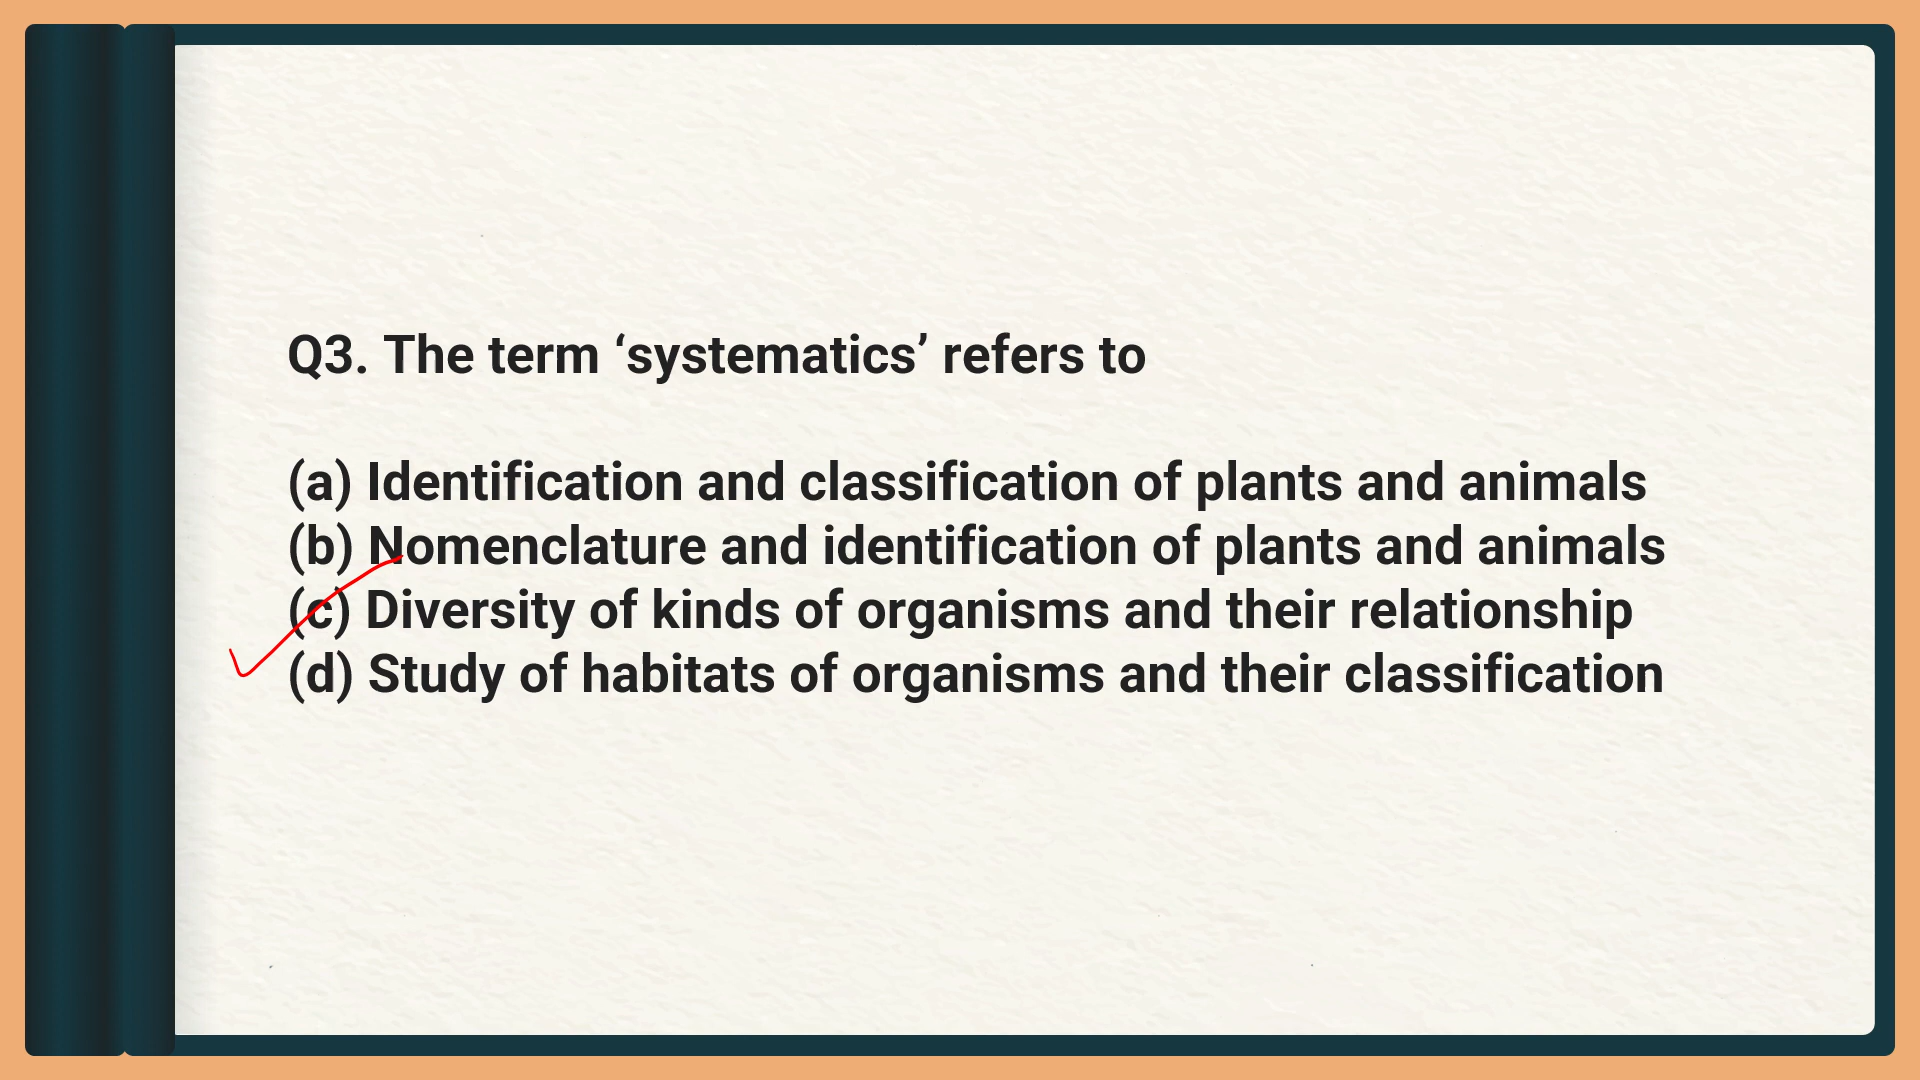 Q3. The term ‘systematics’ refers to
(a) Identification and classification of plants and animals
(b) Nomenclature and identification of plants and animals
(c) Diversity of kinds of organisms and their relationship
(d) Study of habitats of organisms and their classification